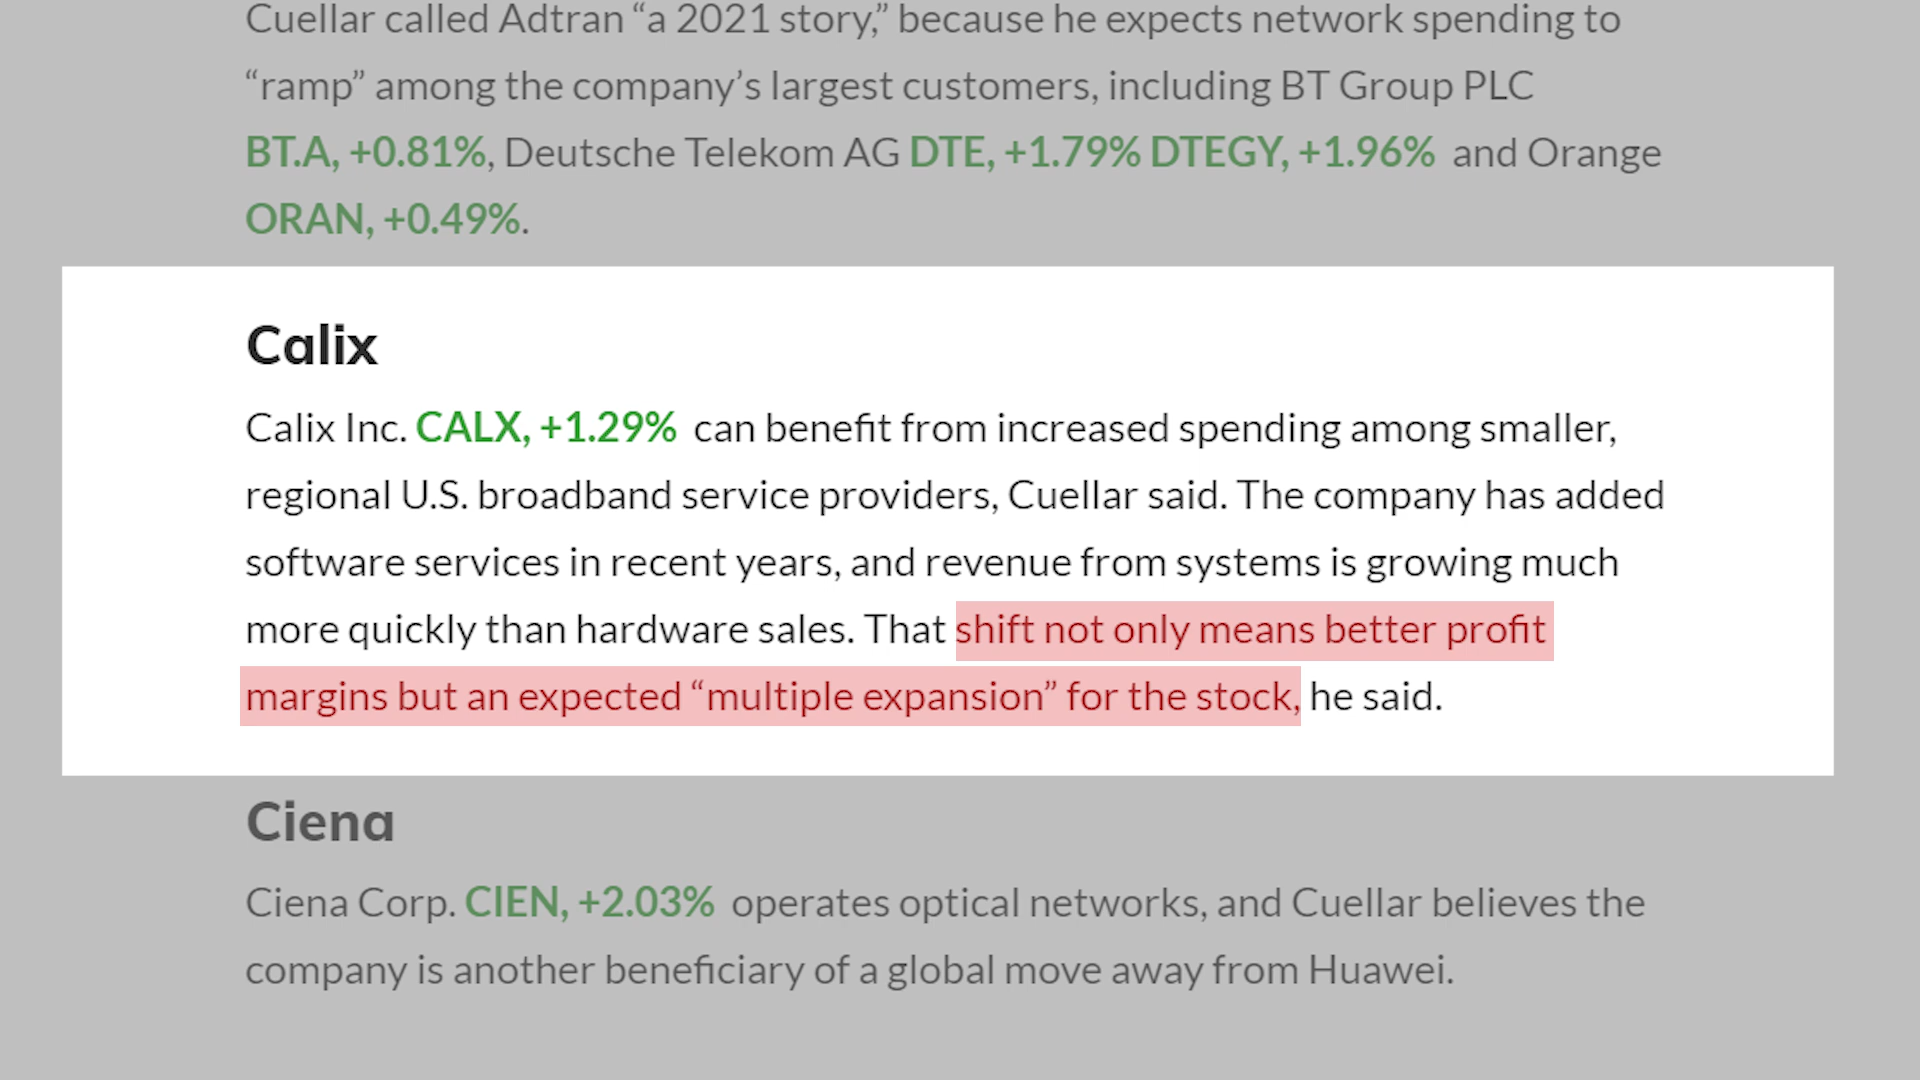 Cuellar called Adtran “a 2021 story,” because he expects network spending to
“ramp” among the company’s largest customers, including BT Group PLC
BT.A, +0.81%, Deutsche Telekom AG DTE, +1.79% DTEGY, +1.96% and Orange
ORAN, +0.49%.
Calix
Calix Inc. CALX, +1.29% can benefit from increased spending among smaller,
regional U.S. broadband service providers, Cuellar said. The company has added
software services in recent years, and revenue from systems is growing much
more quickly than hardware sales. That shift not only means better profit
margins but an expected “multiple expansion” for the stock, he said.
Ciena
Ciena Corp. CIEN, +2.03% operates optical networks, and Cuellar believes the
company is another beneficiary of a global move away from Huawei.